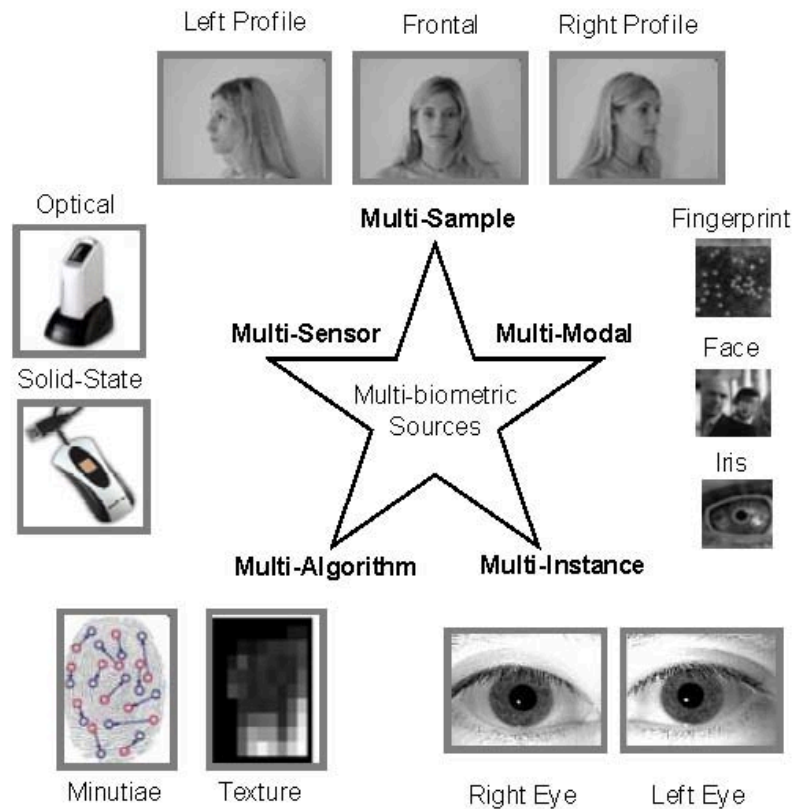 Left Profile
Frontal
Right Profile
Optical
Multi-Sample
Fingerprint
Multi-Sensor
Multi-Modal
Face
Solid-State
Multi-biometric
Sources
Iris
Multi-Algorithm
Multi-Instance
Minutiae
Texture
Right Eye
Left Eye